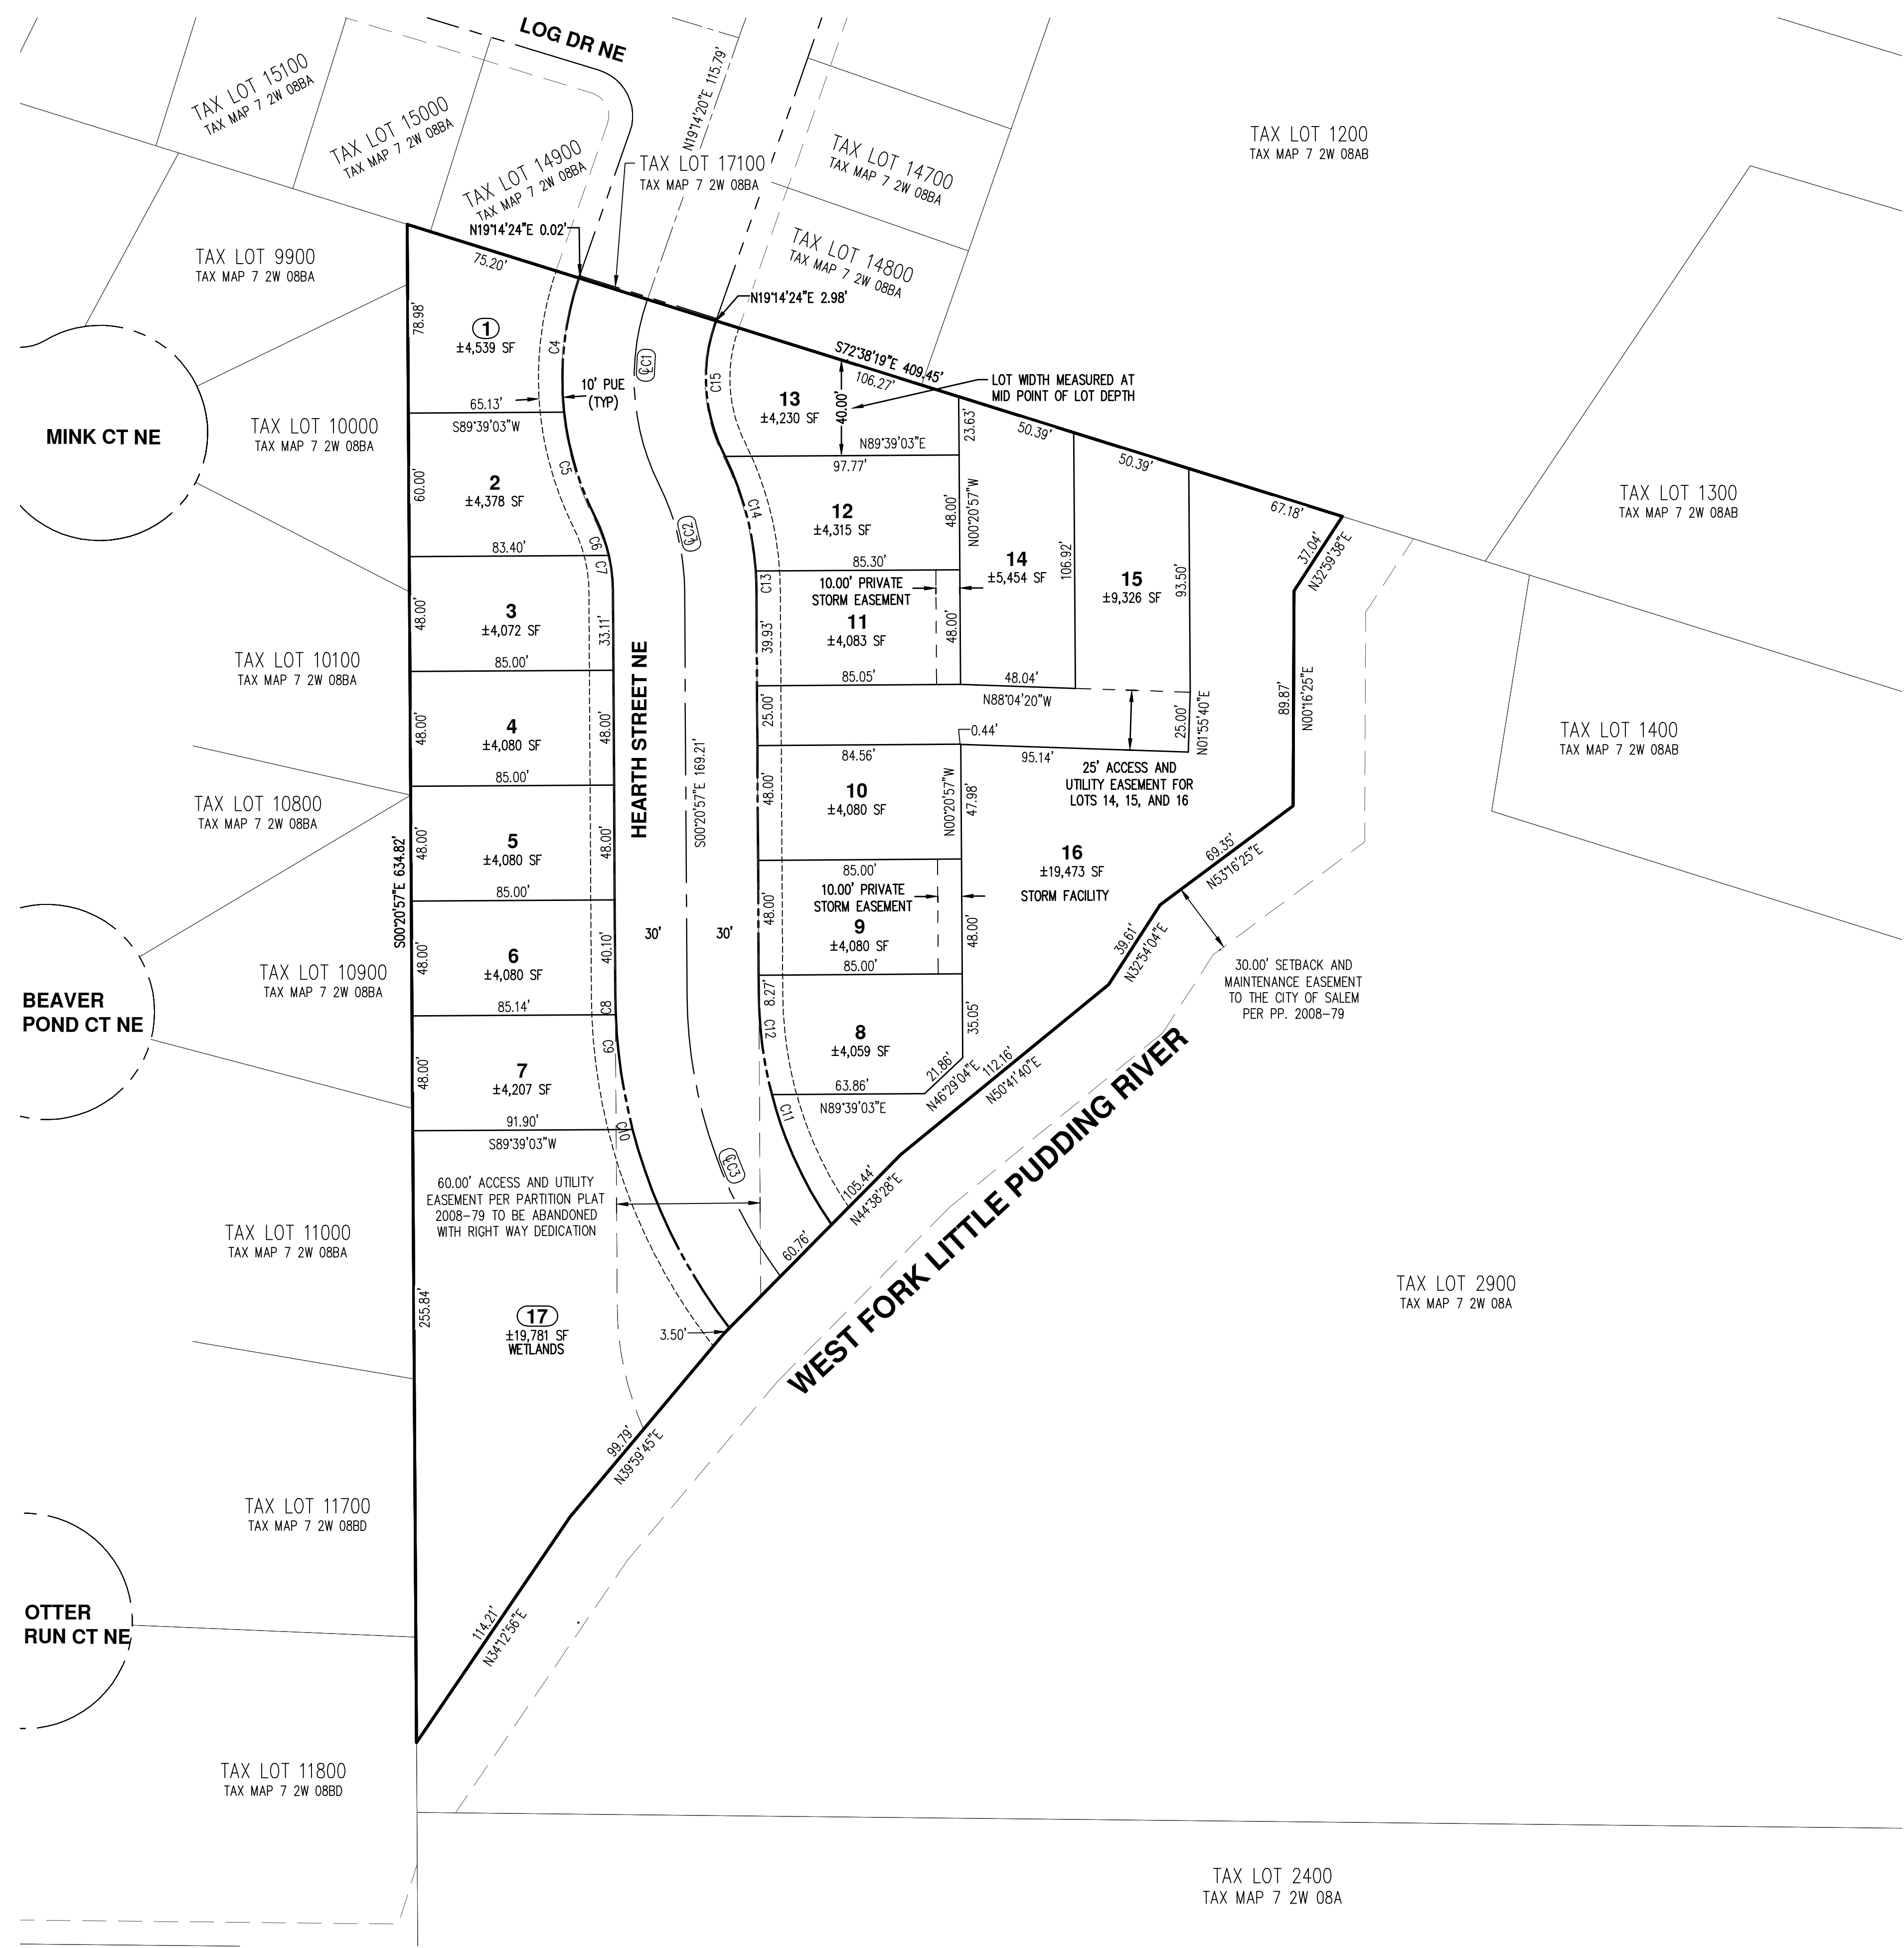 LOG DR NE
N19°14'20"E 115.79'
TAX LOT 15100
TAX MAP 7 2W 08BA
TAX LOT 15000
TAX MAP 7 2W 08BA
TAX LOT 14900
TAX MAP 7 2W 08BA
TAX LOT 17100
TAX MAP 7 2W 08BA
TAX LOT 14700
TAX MAP 7 2W 08BA
TAX LOT 14800
TAX MAP 7 2W 08BA
TAX LOT 1200
TAX MAP 7 2W 08AB
TAX LOT 9900
TAX MAP 7 2W 08BA
N19°14'24"E 0.02'
75.20'
N19°14'24"E 2.98'
78.98'
1
±4,539 SF
C4
℄C1
C15
10' PUE
(TYP)
65.13'
S89°39'03"W
S72°38'19"E 409.45'
106.27'
LOT WIDTH MEASURED AT
MID POINT OF LOT DEPTH
13
±4,230 SF
40.00'
23.63'
N89°39'03"E
97.77'
50.39'
50.39'
67.18'
MINK CT NE
TAX LOT 10000
TAX MAP 7 2W 08BA
60.00'
2
±4,378 SF
C5
C6
℄C2
C14
83.40'
C7
12
±4,315 SF
48.00'
N00°20'57"W
85.30'
TAX LOT 1300
TAX MAP 7 2W 08AB
37.04'
N32°59'38"E
C13
10.00' PRIVATE
STORM EASEMENT
14
±5,454 SF
106.92'
15
±9,326 SF
93.50'
48.00'
3
±4,072 SF
33.11'
39.93'
11
±4,083 SF
48.00'
85.00'
85.05'
48.04'
N88°04'20"W
TAX LOT 10100
TAX MAP 7 2W 08BA
89.87'
N00°16'25"E
48.00'
4
±4,080 SF
48.00'
HEARTH STREET NE
25.00'
25.00'
N01°55'40"E
0.44'
TAX LOT 1400
TAX MAP 7 2W 08AB
85.00'
84.56'
95.14'
25' ACCESS AND
UTILITY EASEMENT FOR
LOTS 14, 15, AND 16
S00°20'57"E 169.21'
TAX LOT 10800
TAX MAP 7 2W 08BA
48.00'
10
±4,080 SF
N00°20'57"W
47.98'
S00°20'57"E 634.82'
48.00'
5
±4,080 SF
48.00'
85.00'
85.00'
10.00' PRIVATE
STORM EASEMENT
16
±19,473 SF
STORM FACILITY
69.35'
N53°16'25"E
48.00'
9
±4,080 SF
48.00'
85.00'
30'
30'
48.00'
6
±4,080 SF
40.10'
85.14'
C8
39.61'
N32°54'04"E
30.00' SETBACK AND
MAINTENANCE EASEMENT
TO THE CITY OF SALEM
PER PP. 2008-79
BEAVER
POND CT NE
TAX LOT 10900
TAX MAP 7 2W 08BA
8.27'
C12
8
±4,059 SF
35.05'
C9
48.00'
7
±4,207 SF
91.90'
S89°39'03"W
C10
63.86'
N89°39'03"E
21.86'
N46°29'04"E
112.16'
N50°41'40"E
C11
℄C3
WEST FORK LITTLE PUDDING RIVER
60.00' ACCESS AND UTILITY
EASEMENT PER PARTITION PLAT
2008-79 TO BE ABANDONED
WITH RIGHT WAY DEDICATION
105.44'
N44°38'28"E
60.76'
TAX LOT 11000
TAX MAP 7 2W 08BA
TAX LOT 2900
TAX MAP 7 2W 08A
255.84'
17
±19,781 SF
WETLANDS
3.50'
99.79'
N39°59'45"E
TAX LOT 11700
TAX MAP 7 2W 08BD
OTTER
RUN CT NE
114.21'
N34°12'56"E
TAX LOT 11800
TAX MAP 7 2W 08BD
TAX LOT 2400
TAX MAP 7 2W 08A